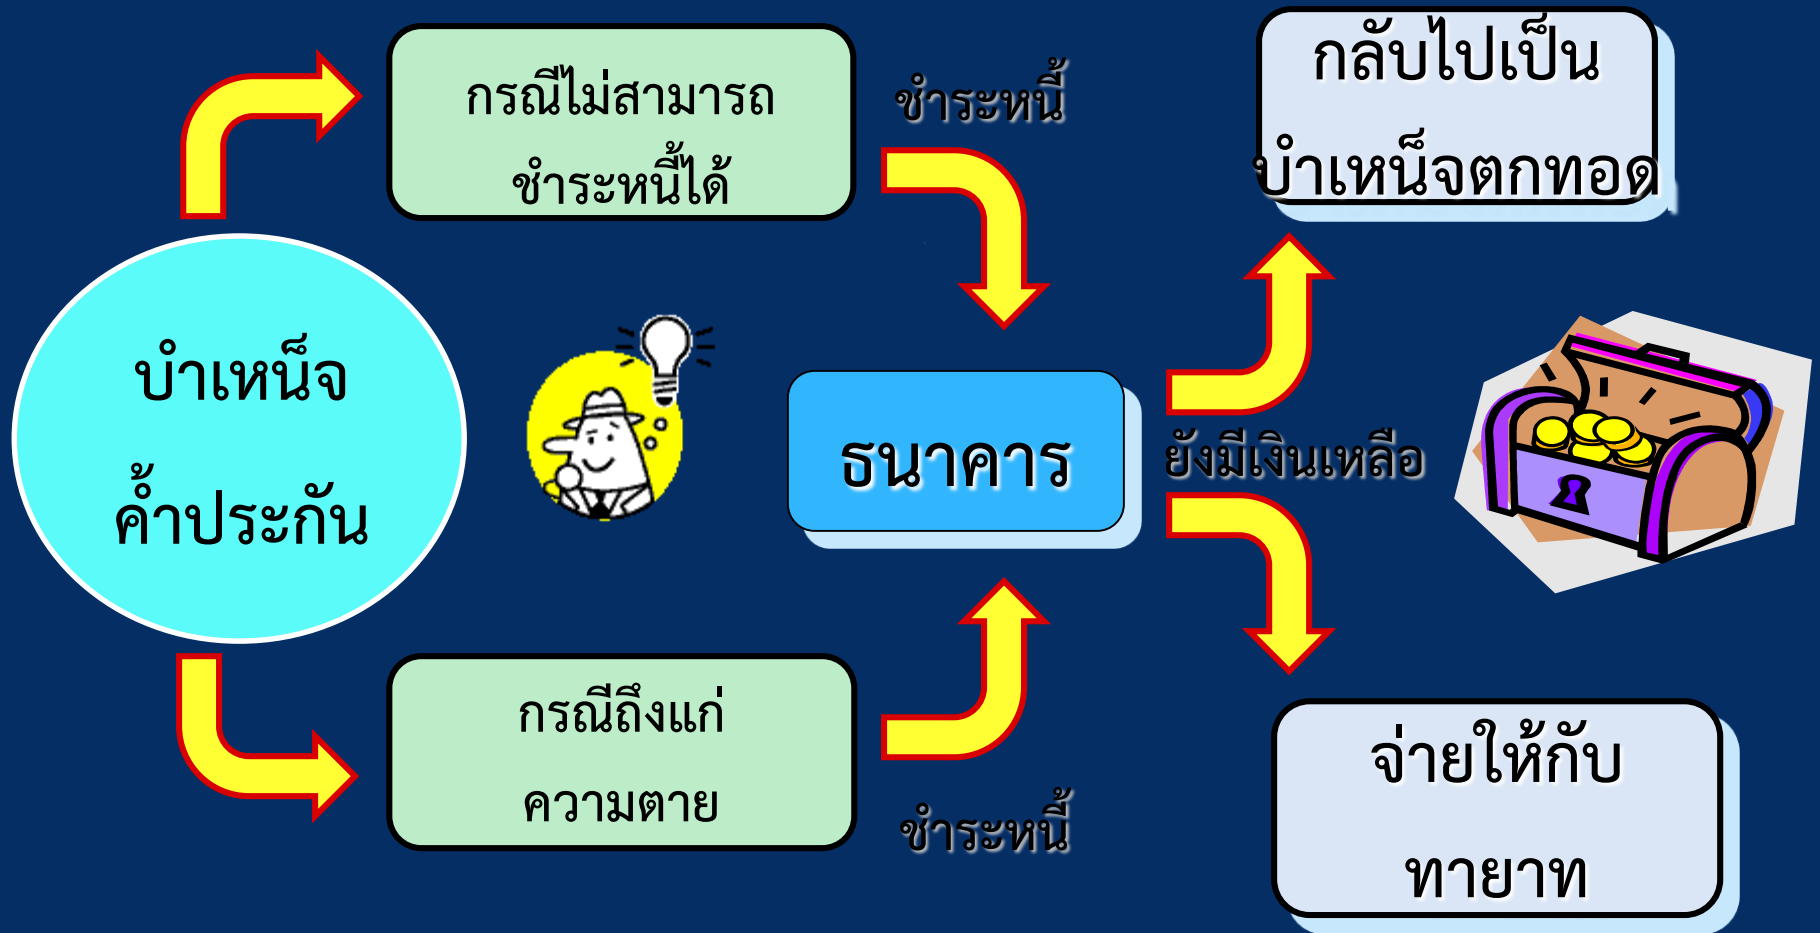 บำเหน็จ
ค้ำประกัน
กรณีไม่สามารถ
ชำระหนี้ได้
ชำระหนี้
กรณีถึงแก่
ความตาย
ชำระหนี้
ธนาคาร
ยังมีเงินเหลือ
กลับไปเป็น
บำเหน็จตกทอด
จ่ายให้กับ
ทายาท